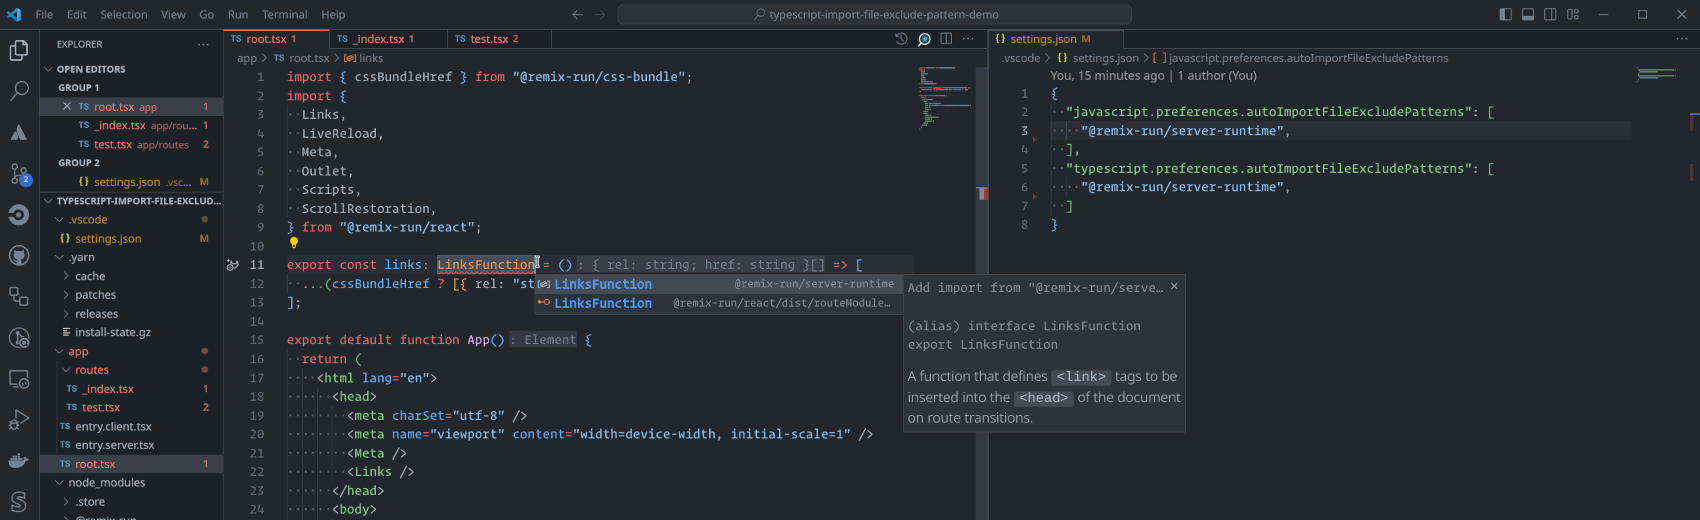 File Edit Selection View Go Run Terminal Help
typescript-import-file-exclude-pattern-demo
EXPLORER
OPEN EDITORS
GROUP 1
TS root.tsx app 1
TS _index.tsx app/rou... 1
TS test.tsx app/routes 2
GROUP 2
{} settings.json .vsc... M
TYPESCRIPT-IMPORT-FILE-EXCLUD...
.vscode
{} settings.json M
.yarn
cache
patches
releases
install-state.gz
app
routes
TS _index.tsx 1
TS test.tsx 2
TS entry.client.tsx
TS entry.server.tsx
TS root.tsx 1
node_modules
.store
@remix-run
2
TS root.tsx 1
TS _index.tsx 1
TS test.tsx 2
app > TS root.tsx > links
1 import { cssBundleHref } from "@remix-run/css-bundle";
2 import {
3 Links,
4 LiveReload,
5 Meta,
6 Outlet,
7 Scripts,
8 ScrollRestoration,
9 } from "@remix-run/react";
10
11 export const links: LinksFunction = (): { rel: string; href: string }[] => [
12 ...(cssBundleHref ? [{ rel: "st
13 ];
14
15 export default function App(): Element {
16 return (
17 <html lang="en">
18 <head>
19 <meta charSet="utf-8" />
20 <meta name="viewport" content="width=device-width, initial-scale=1" />
21 <Meta />
22 <Links />
23 </head>
24 <body>
LinksFunction @remix-run/server-runtime
LinksFunction @remix-run/react/dist/routeModule...
Add import from "@remix-run/serve...
(alias) interface LinksFunction
export LinksFunction
A function that defines <link> tags to be
inserted into the <head> of the document
on route transitions.
{} settings.json M
.vscode > {} settings.json > [ ] javascript.preferences.autoImportFileExcludePatterns
You, 15 minutes ago | 1 author (You)
1 {
2 "javascript.preferences.autoImportFileExcludePatterns": [
3 "@remix-run/server-runtime",
4 ],
5 "typescript.preferences.autoImportFileExcludePatterns": [
6 "@remix-run/server-runtime",
7 ]
8 }